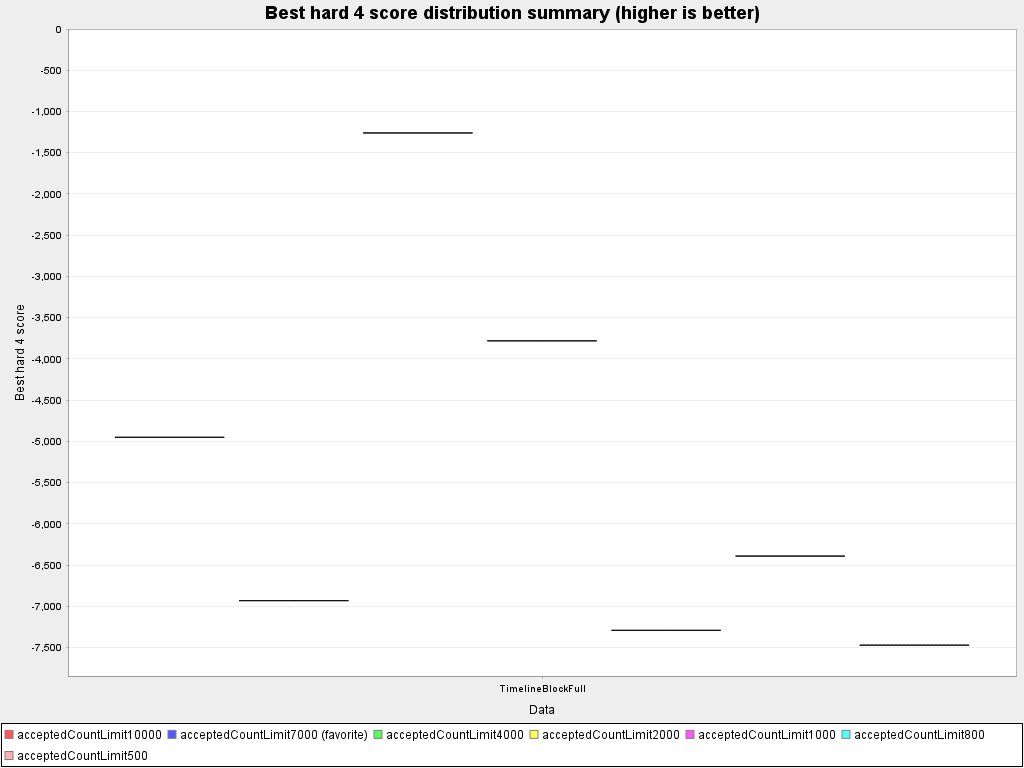 Best hard 4 score distribution summary (higher is better)
0
-500
-1,000
-1,500
-2,000
-2,500
-3,000
-3,500
-4,000
-4,500
-5,000
-5,500
-6,000
-6,500
-7,000
-7,500
Best hard 4 score
TimelineBlockFull
Data
acceptedCountLimit10000 acceptedCountLimit7000 (favorite) acceptedCountLimit4000 acceptedCountLimit2000 acceptedCountLimit1000 acceptedCountLimit800
acceptedCountLimit500